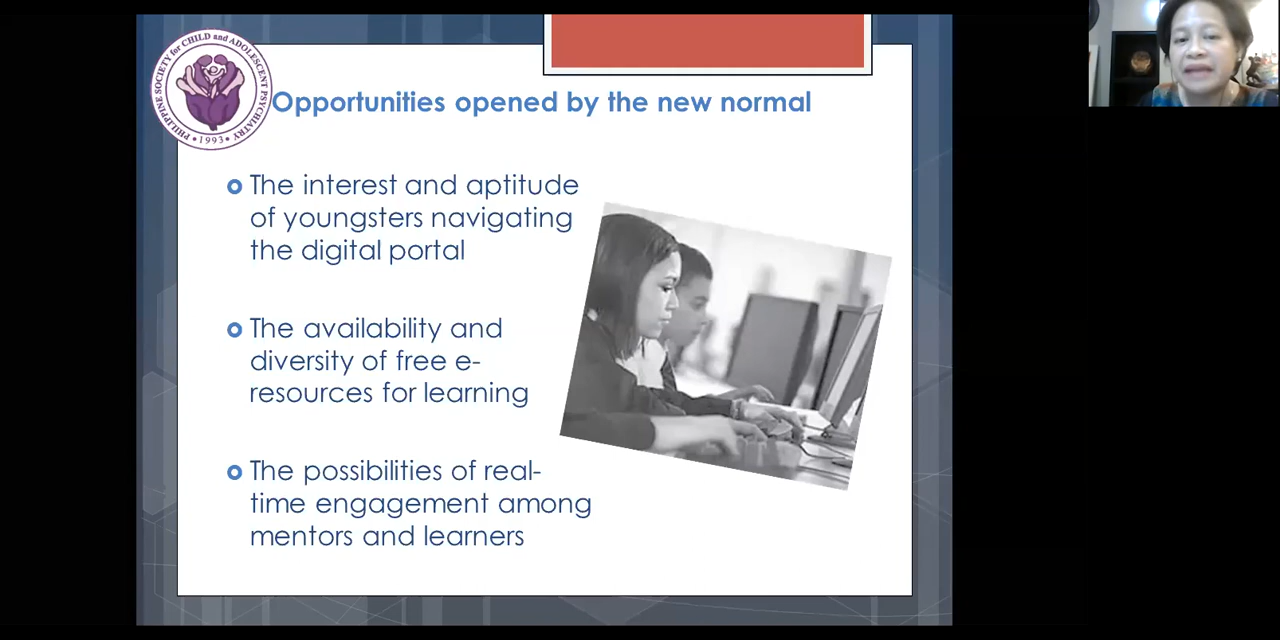 PHILIPPINE SOCIETY for CHILD and ADOLESCENT PSYCHIATRY
• 1993 •
Opportunities opened by the new normal
The interest and aptitude
of youngsters navigating
the digital portal
The availability and
diversity of free e-
resources for learning
The possibilities of real-
time engagement among
mentors and learners